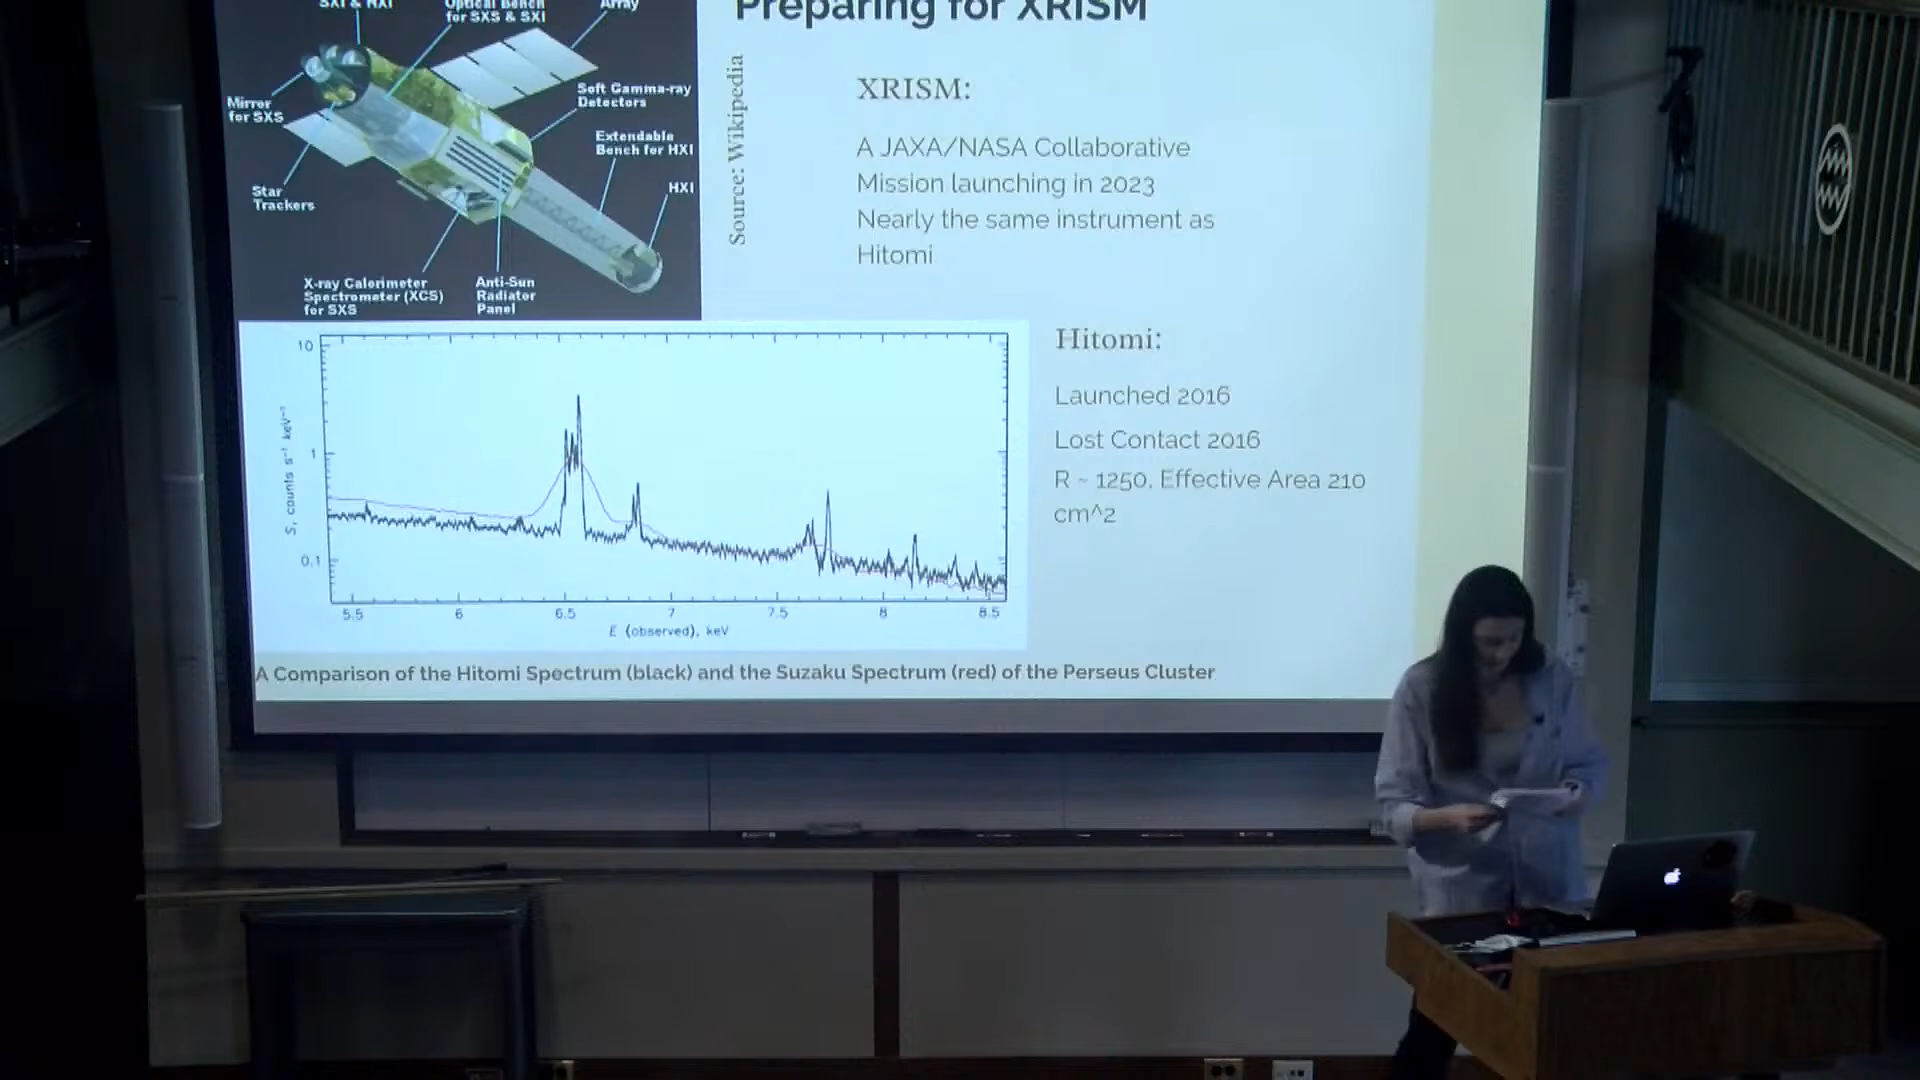 Preparing for XRISM
SXI & HXI
Optical Bench
for SXS & SXI
Array
Mirror
for SXS
Soft Gamma-ray
Detectors
Extendable
Bench for HXI
HXI
Star
Trackers
X-ray Calorimeter
Spectrometer (XCS)
for SXS
Anti-Sun
Radiator
Panel
Source: Wikipedia
XRISM:
A JAXA/NASA Collaborative
Mission launching in 2023
Nearly the same instrument as
Hitomi
Hitomi:
Launched 2016
Lost Contact 2016
R ~ 1250, Effective Area 210
cm^2
10
1
0.1
S, counts s⁻¹ keV⁻¹
5.5 6 6.5 7 7.5 8 8.5
E (observed), keV
A Comparison of the Hitomi Spectrum (black) and the Suzaku Spectrum (red) of the Perseus Cluster